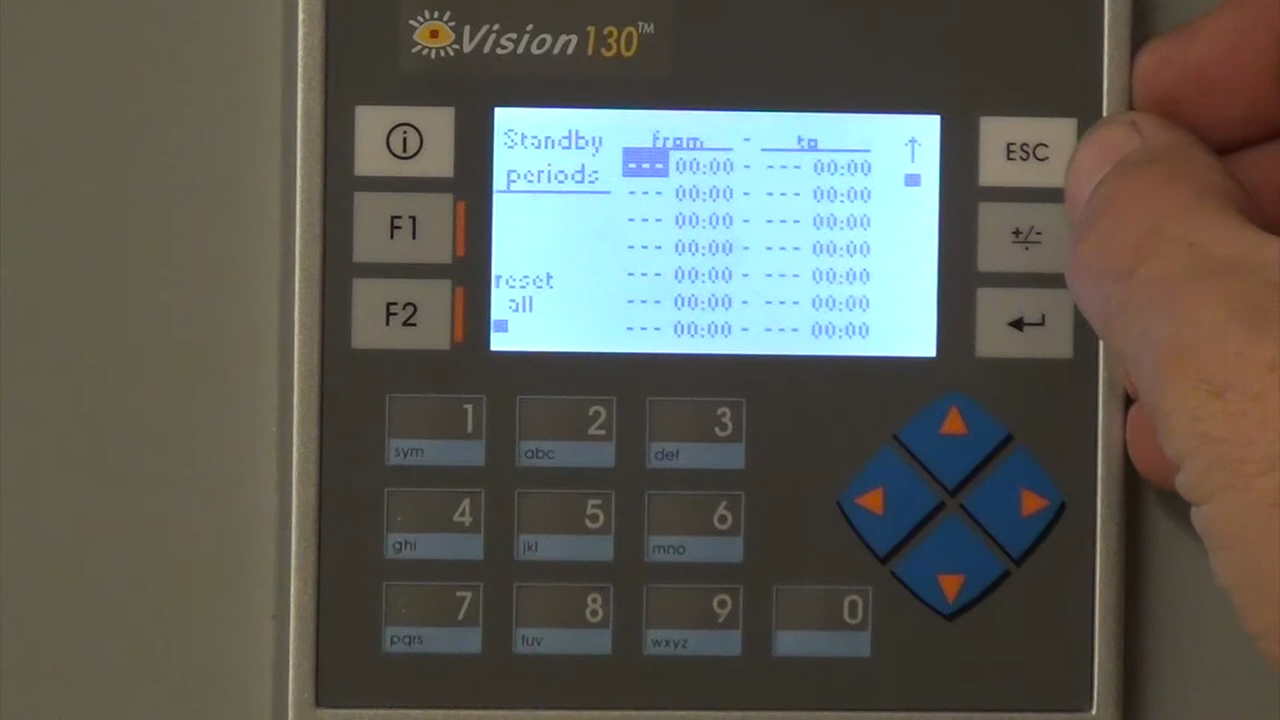 Vision 130™
i
F1
F2
Standby
periods
from - to
--- 00:00 - --- 00:00
--- 00:00 - --- 00:00
--- 00:00 - --- 00:00
--- 00:00 - --- 00:00
--- 00:00 - --- 00:00
--- 00:00 - --- 00:00
--- 00:00 - --- 00:00
reset
all
↑
ESC
+/-
1 2 3
sym abc def
4 5 6
ghi jkl mno
7 8 9 0
pqrs tuv wxyz